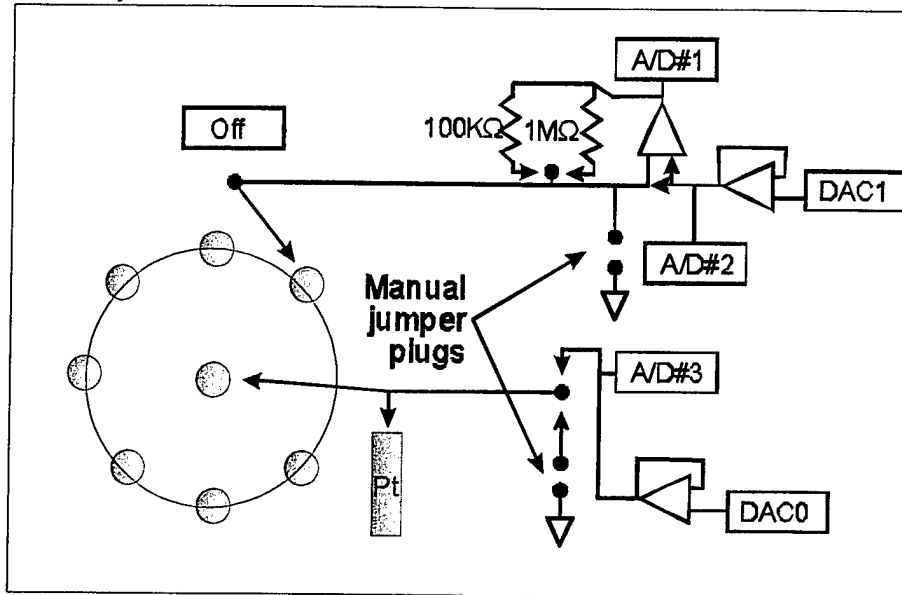 A/D#1
Off
100KΩ
1MΩ
DAC1
A/D#2
Manual
jumper
plugs
A/D#3
Pt
DAC0